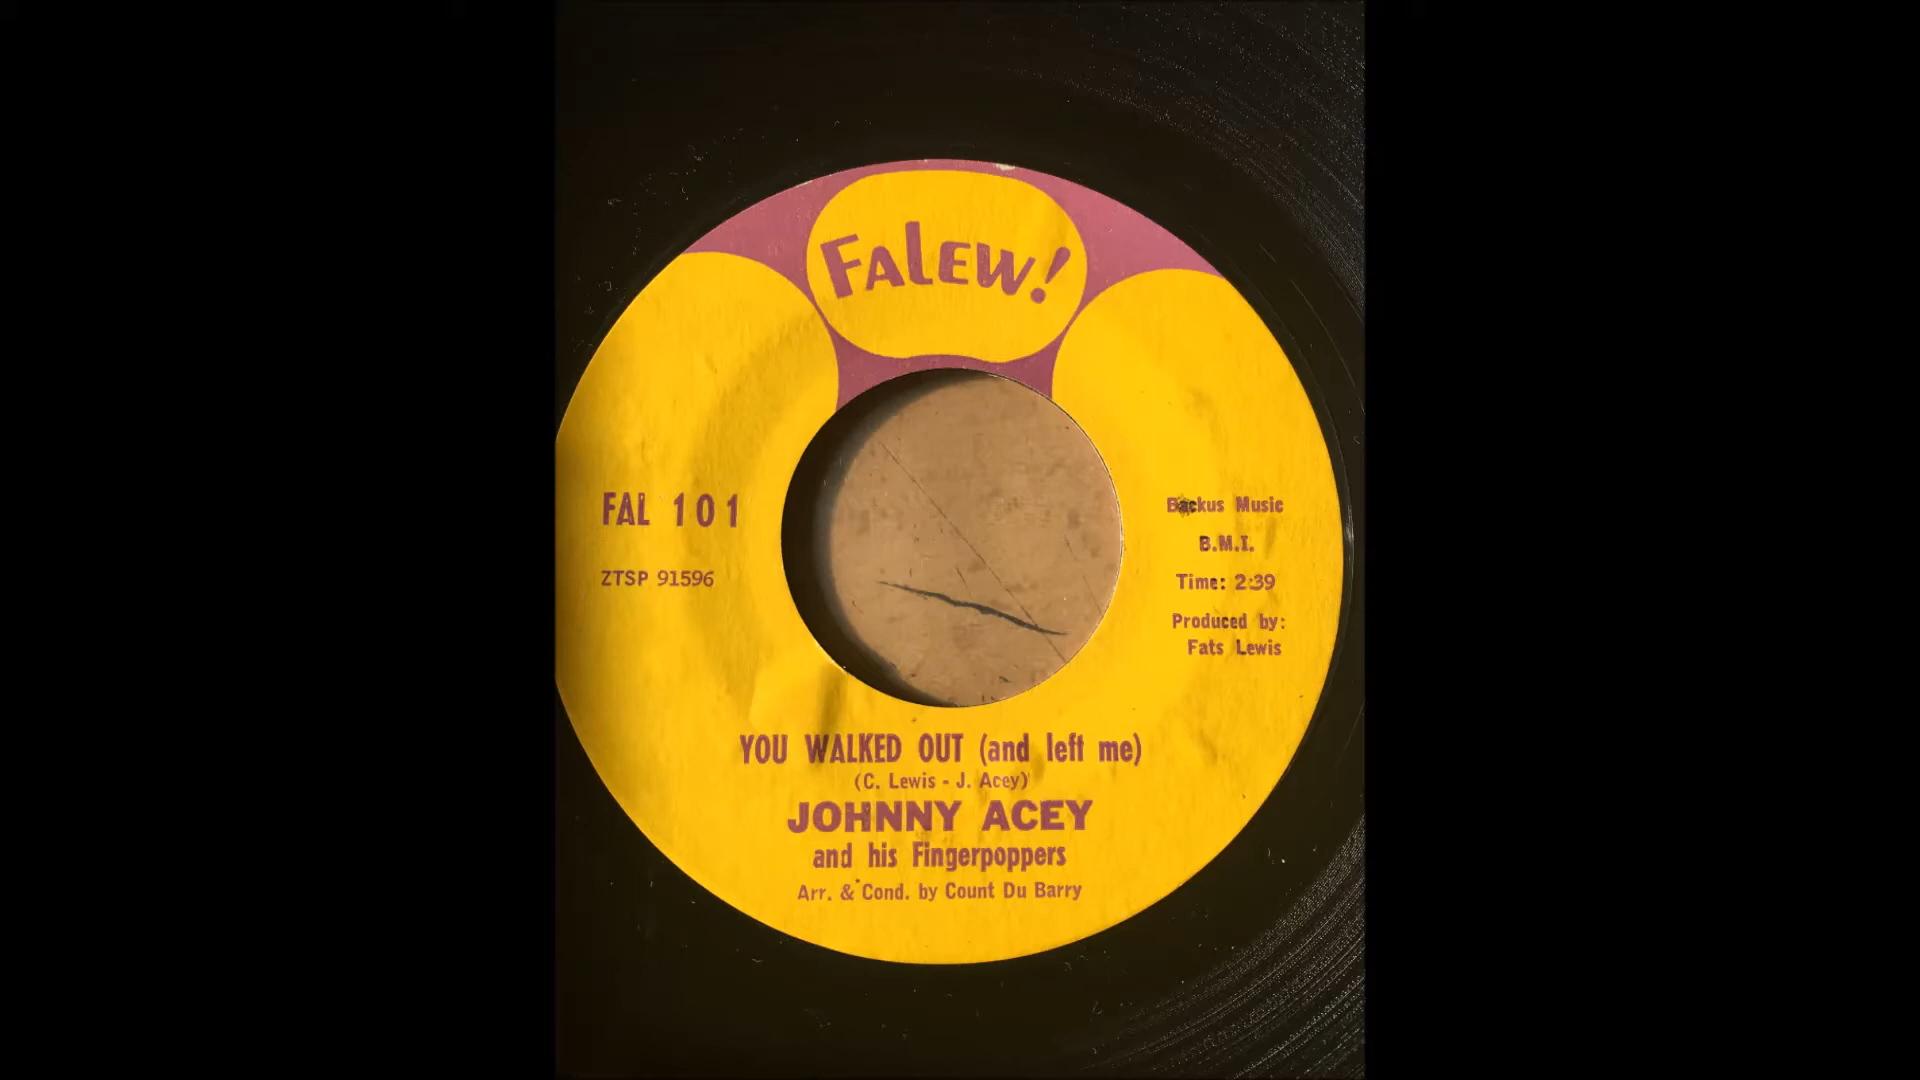 FALEW!
FAL 101
ZTSP 91596
Backus Music
B.M.I.
Time: 2:39
Produced by:
Fats Lewis
YOU WALKED OUT (and left me)
(C. Lewis - J. Acey)
JOHNNY ACEY
and his Fingerpoppers
Arr. & Cond. by Count Du Barry